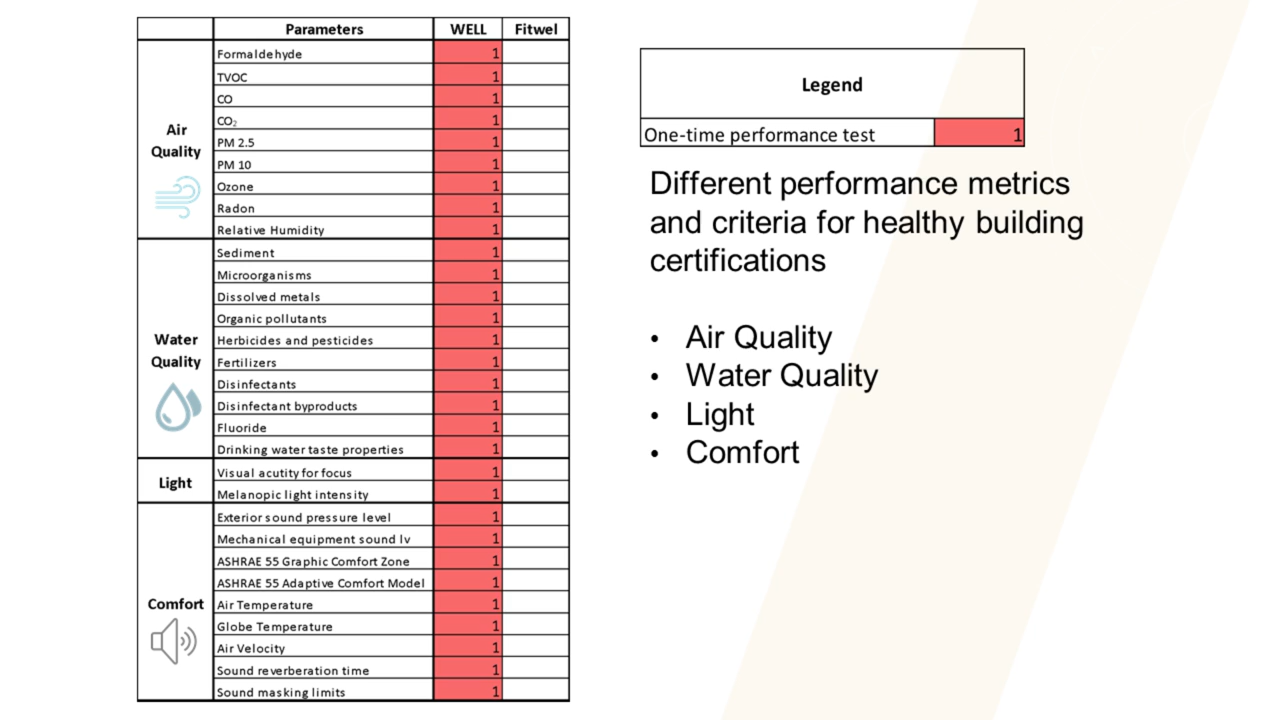 Parameters WELL Fitwel
Air Quality
Formaldehyde 1
TVOC 1
CO 1
CO₂ 1
PM 2.5 1
PM 10 1
Ozone 1
Radon 1
Relative Humidity 1
Water Quality
Sediment 1
Microorganisms 1
Dissolved metals 1
Organic pollutants 1
Herbicides and pesticides 1
Fertilizers 1
Disinfectants 1
Disinfectant byproducts 1
Fluoride 1
Drinking water taste properties 1
Light
Visual acutity for focus 1
Melanopic light intensity 1
Comfort
Exterior sound pressure level 1
Mechanical equipment sound lv 1
ASHRAE 55 Graphic Comfort Zone 1
ASHRAE 55 Adaptive Comfort Model 1
Air Temperature 1
Globe Temperature 1
Air Velocity 1
Sound reverberation time 1
Sound masking limits 1
Legend
One-time performance test 1
Different performance metrics
and criteria for healthy building
certifications
• Air Quality
• Water Quality
• Light
• Comfort